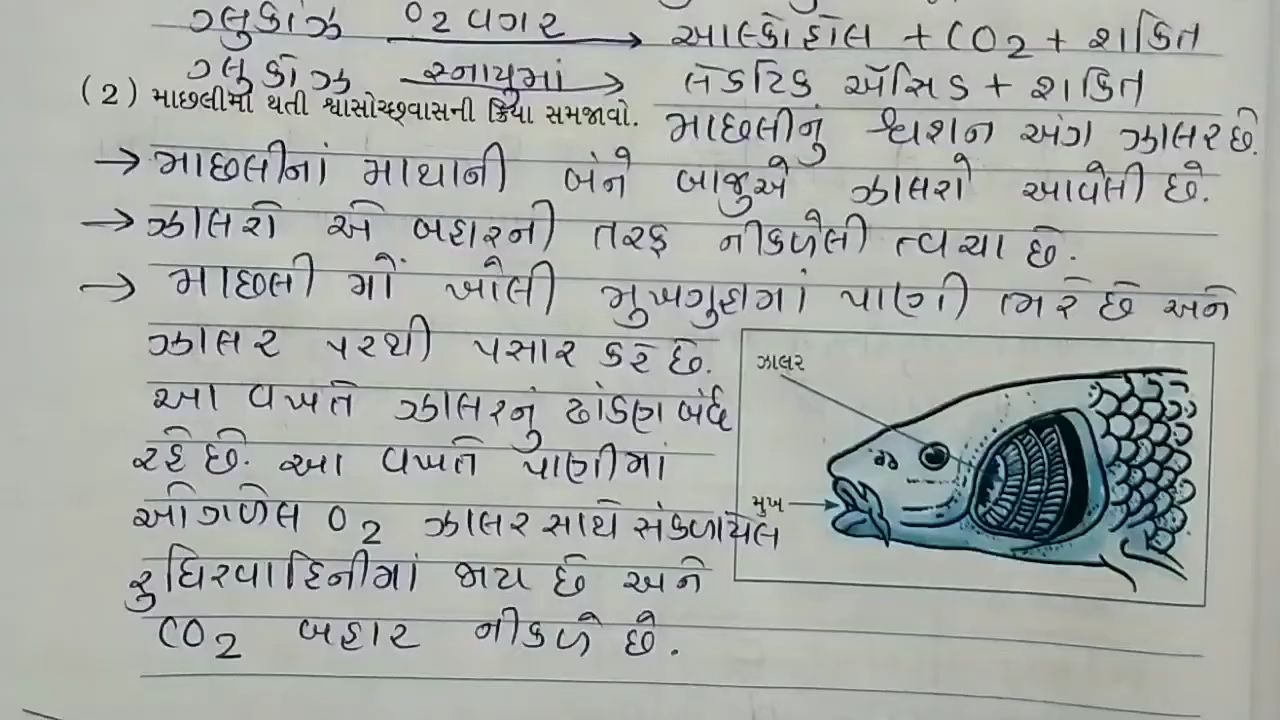 ગ્લુકોઝ O2 વગર → આલ્કોહોલ + CO2 + શકિત
ગ્લુકોઝ સ્નાયુમાં → લેકટિક ઍસિડ + શકિત
(2) માછલીમાં થતી શ્વાસોચ્છ્વાસની ક્રિયા સમજાવો. માછલીનું શ્વશન અંગ ઝાલર છે.
→ માછલીનાં માથાની બંને બાજુએ ઝાલરો આવેલી છે.
→ ઝાલરો એ બહારની તરફ નીકળેલી ત્વચા છે.
→ માછલી મોં ખોલી મુખગુહામાં પાણી ભરે છે અને
ઝાલર પરથી પસાર કરે છે.
આ વખતે ઝાલરનું ઢાંકણ બંધ
રહે છે. આ વખતે પાણીમાં
ઓગળેલ O2 ઝાલર સાથે સંકળાયેલ
રુધિરવાહિનીમાં જાય છે અને
CO2 બહાર નીકળે છે.
ઝાલર
મુખ